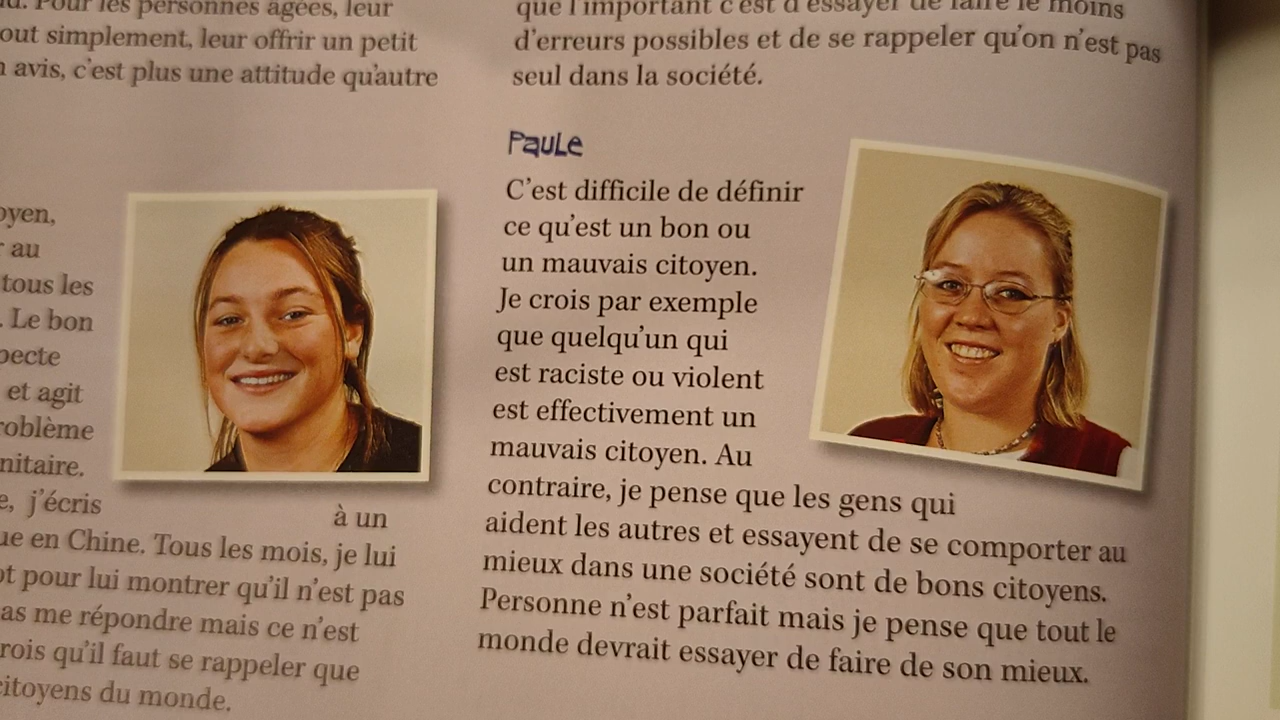 Pour les personnes âgées, leur
out simplement, leur offrir un petit
avis, c'est plus une attitude qu'autre
oyen,
au
tous les
. Le bon
pecte
et agit
roblème
nitaire.
e, j'écris
à un
ue en Chine. Tous les mois, je lui
ot pour lui montrer qu'il n'est pas
as me répondre mais ce n'est
rois qu'il faut se rappeler que
citoyens du monde.
que l'important c'est d'essayer de faire le moins
d'erreurs possibles et de se rappeler qu'on n'est pas
seul dans la société.
Paule
C'est difficile de définir
ce qu'est un bon ou
un mauvais citoyen.
Je crois par exemple
que quelqu'un qui
est raciste ou violent
est effectivement un
mauvais citoyen. Au
contraire, je pense que les gens qui
aident les autres et essayent de se comporter au
mieux dans une société sont de bons citoyens.
Personne n'est parfait mais je pense que tout le
monde devrait essayer de faire de son mieux.